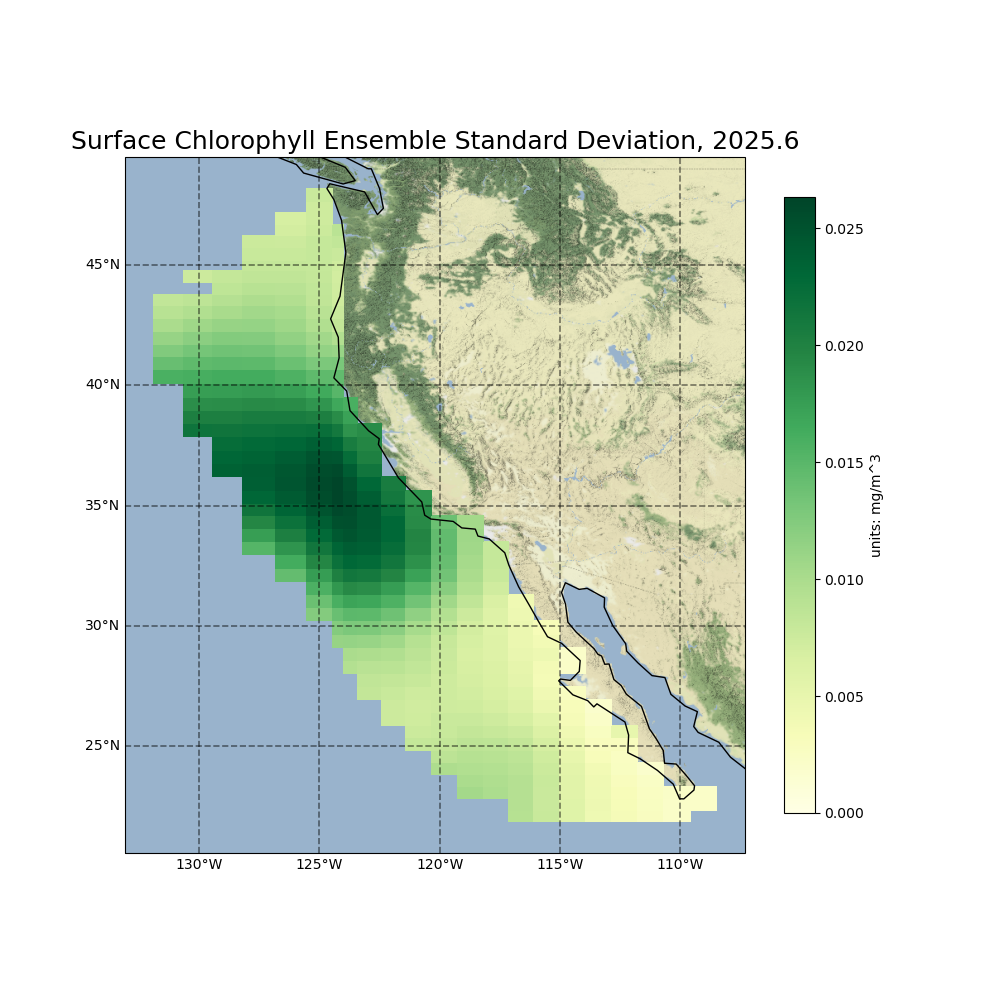 Surface Chlorophyll Ensemble Standard Deviation, 2025.6
45°N
40°N
35°N
30°N
25°N
130°W 125°W 120°W 115°W 110°W
0.025
0.020
0.015
0.010
0.005
0.000
units: mg/m^3